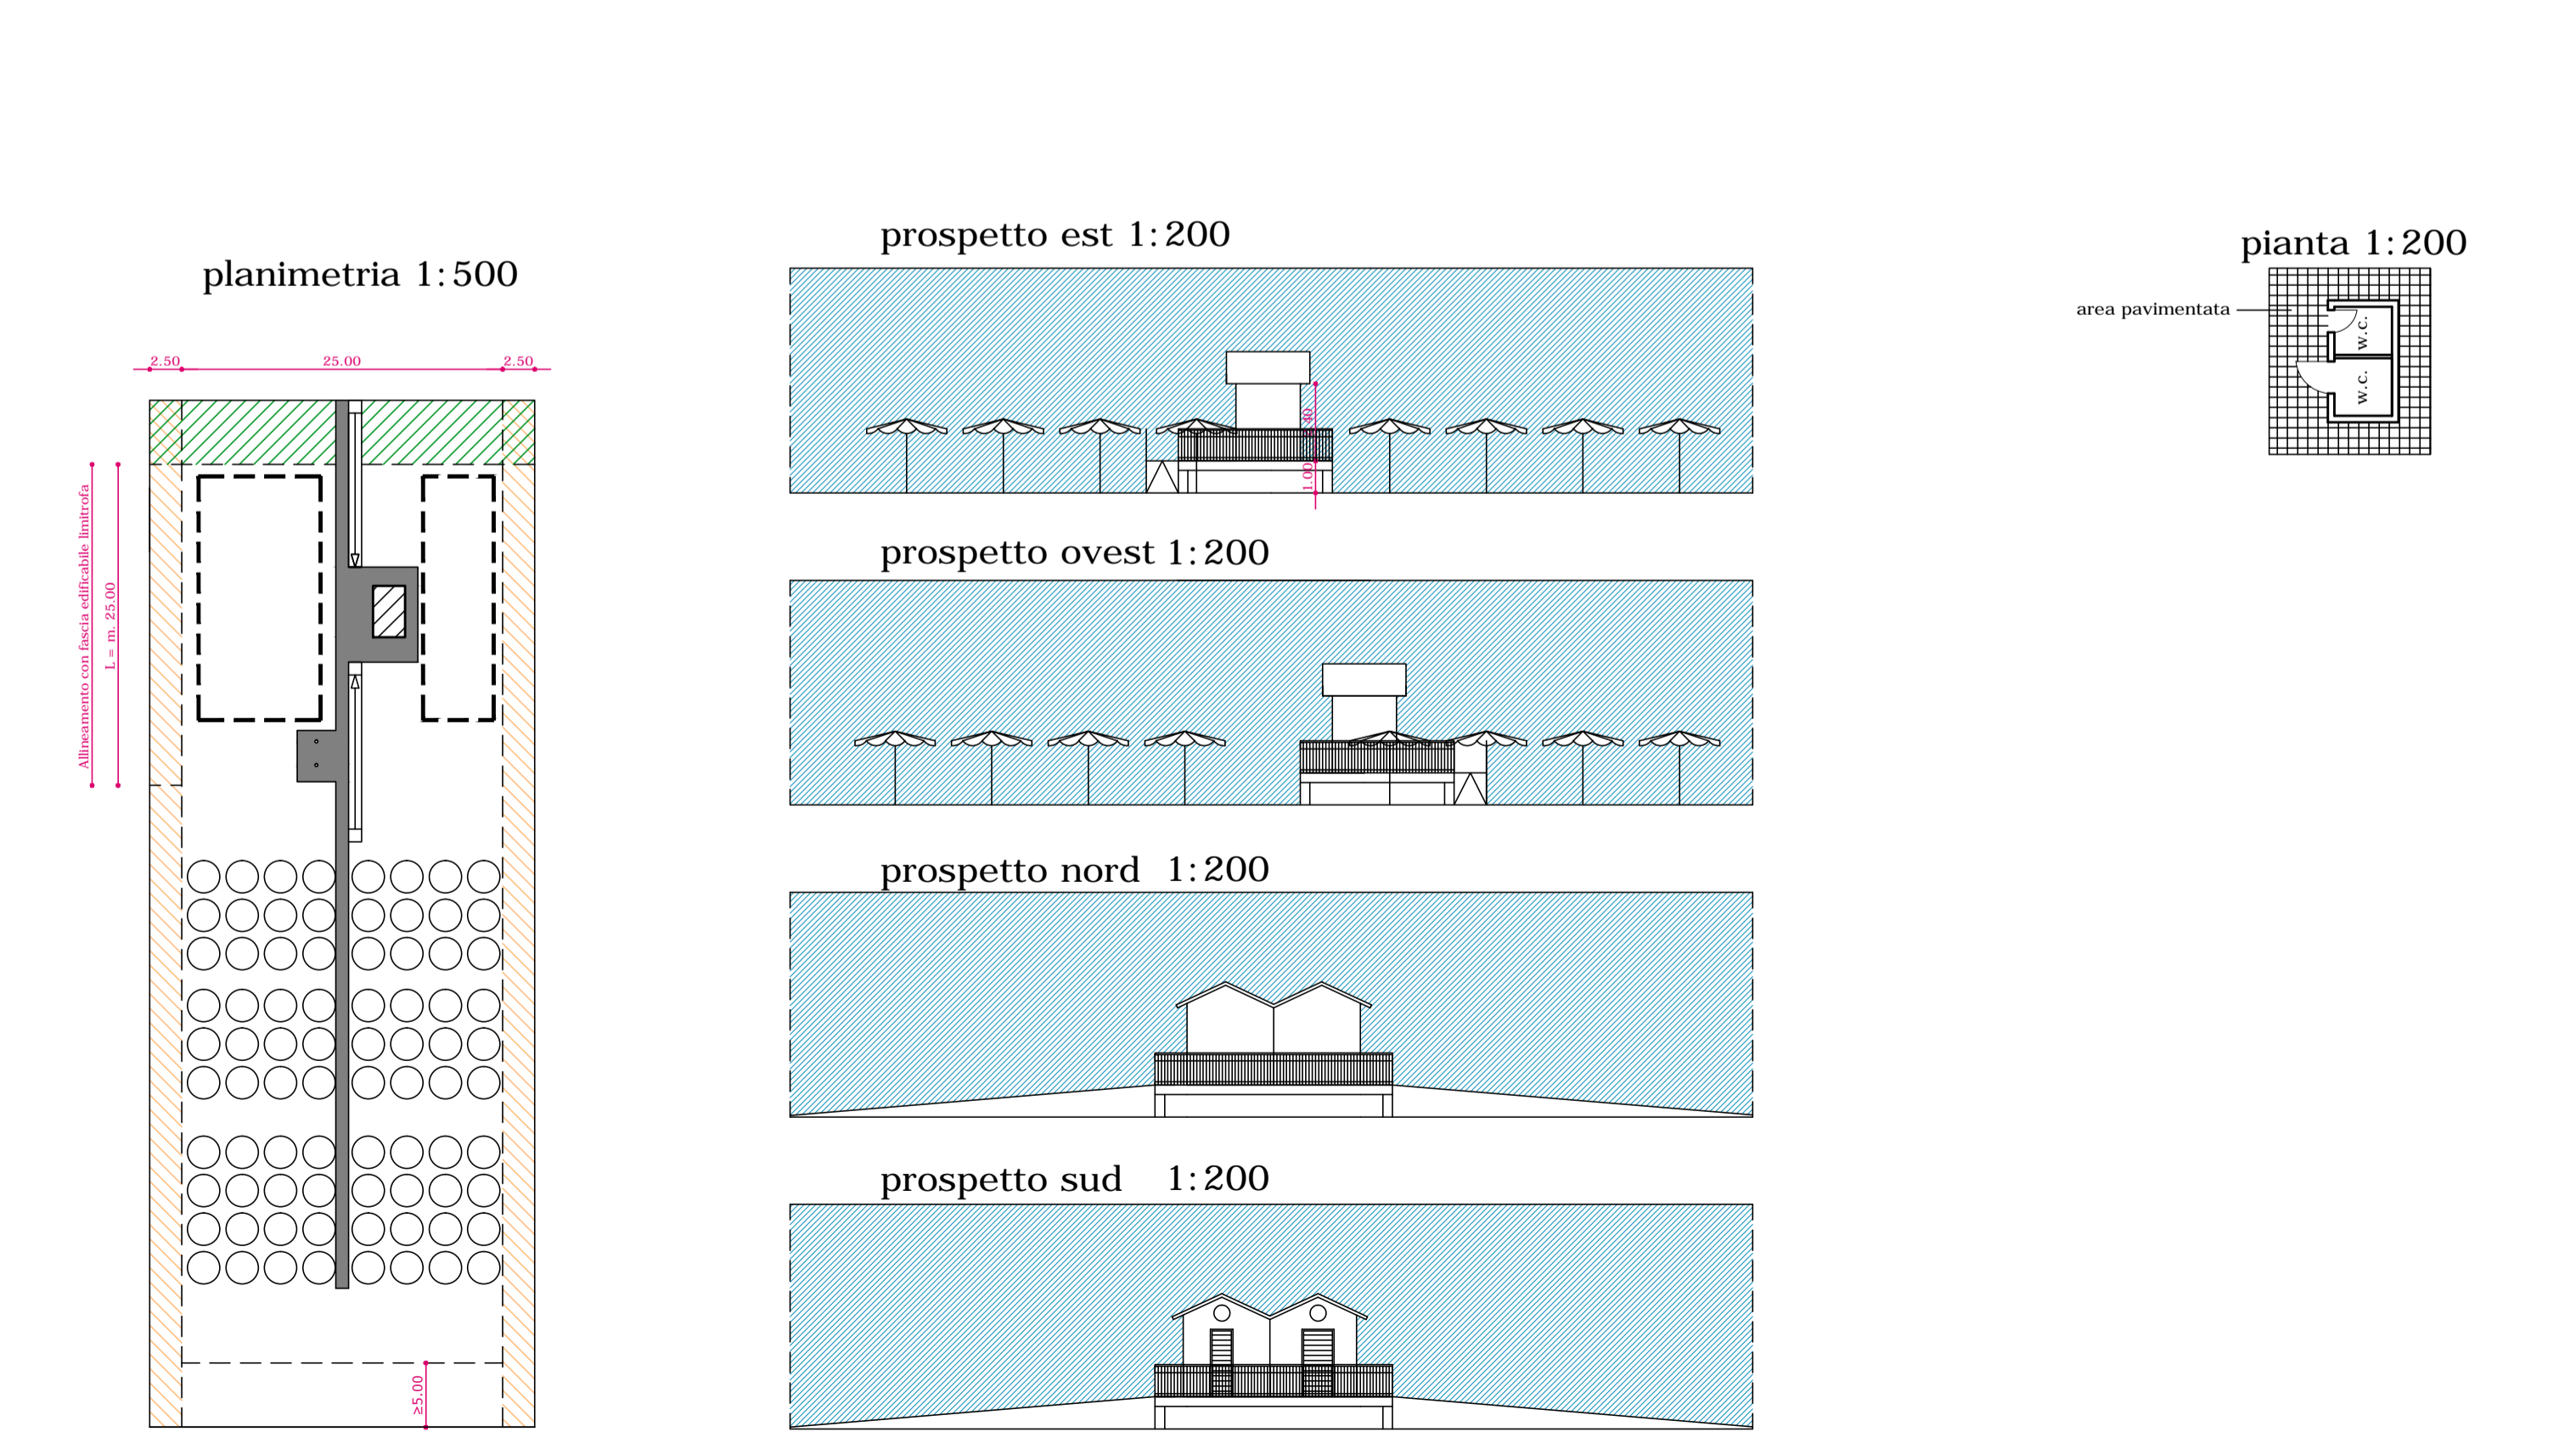 planimetria 1:500
2.50
25.00
2.50
Allineamento con fascia edificabile limitrofa
L = m. 25.00
≥5.00
prospetto est 1:200
1.00
prospetto ovest 1:200
prospetto nord 1:200
prospetto sud 1:200
pianta 1:200
area pavimentata
w.c.
w.c.